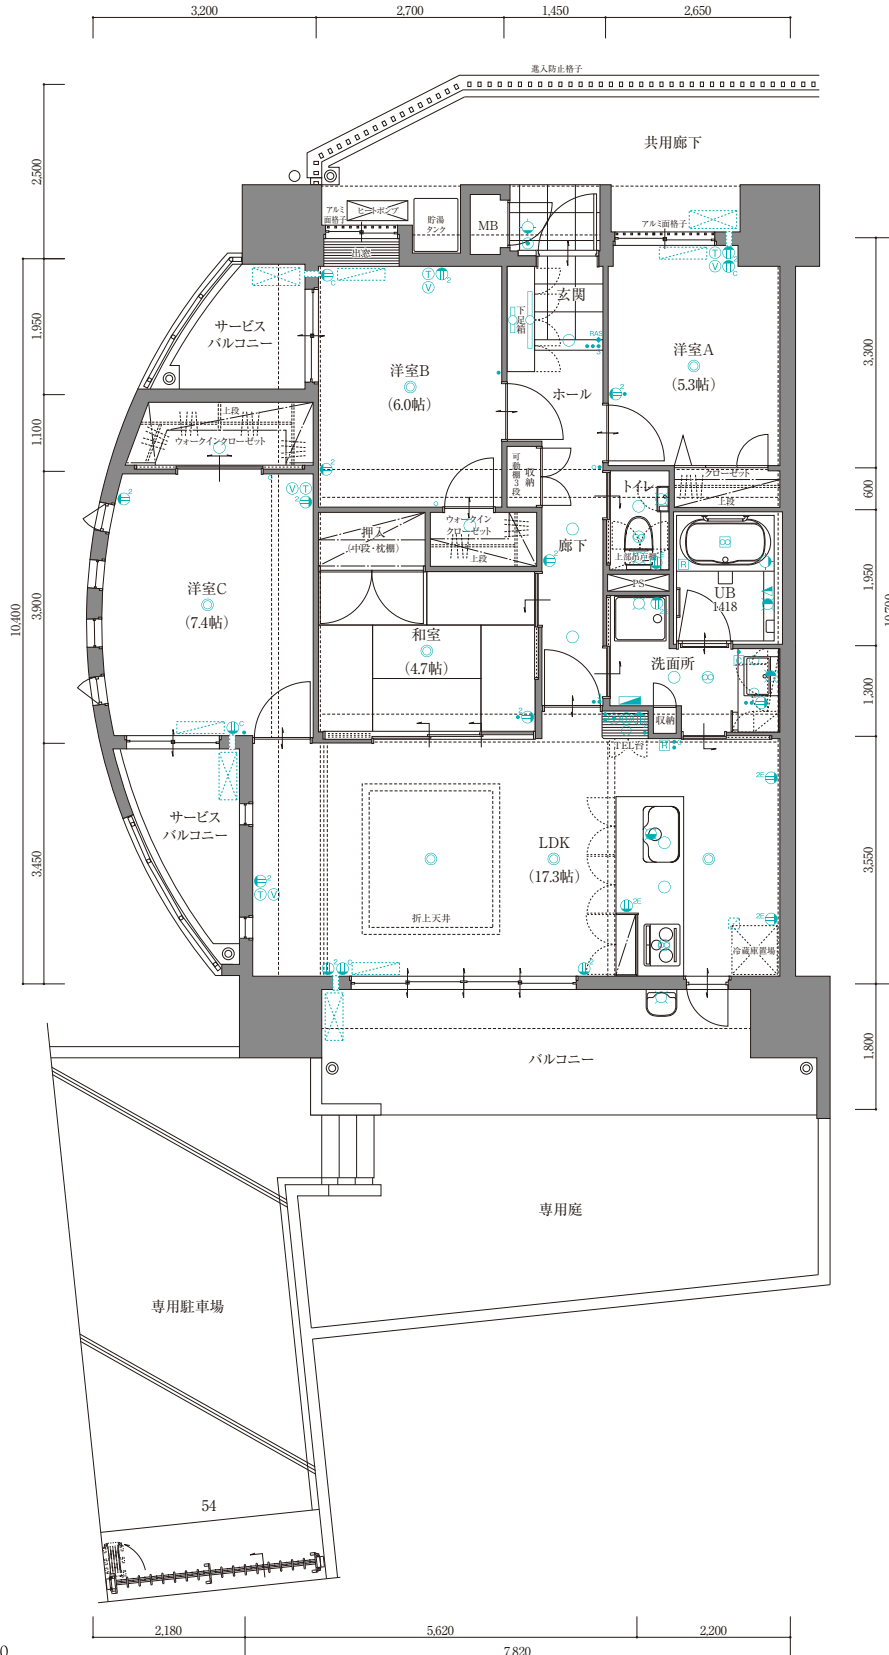 3,200
2,700
1,450
2,650
進入防止格子
共用廊下
2,500
アルミ
面格子
ヒートポンプ
貯湯
タンク
MB
アルミ面格子
出窓
玄関
下足箱
サービス
バルコニー
洋室B
(6.0帖)
洋室A
(5.3帖)
ホール
1,950
3,300
上段
ウォークインクローゼット
1,100
可動棚3段
収納
トイレ
クローゼット
上段
600
押入
(中段・枕棚)
ウォークイン
クローゼット
上段
廊下
上部吊戸棚
PS
UB
1418
1,950
洋室C
(7.4帖)
和室
(4.7帖)
洗面所
収納
TEL台
10,400
3,900
10,700
1,300
サービス
バルコニー
LDK
(17.3帖)
折上天井
冷蔵庫置場
3,450
3,550
バルコニー
1,800
専用庭
専用駐車場
54
2,180
5,620
2,200
7,820